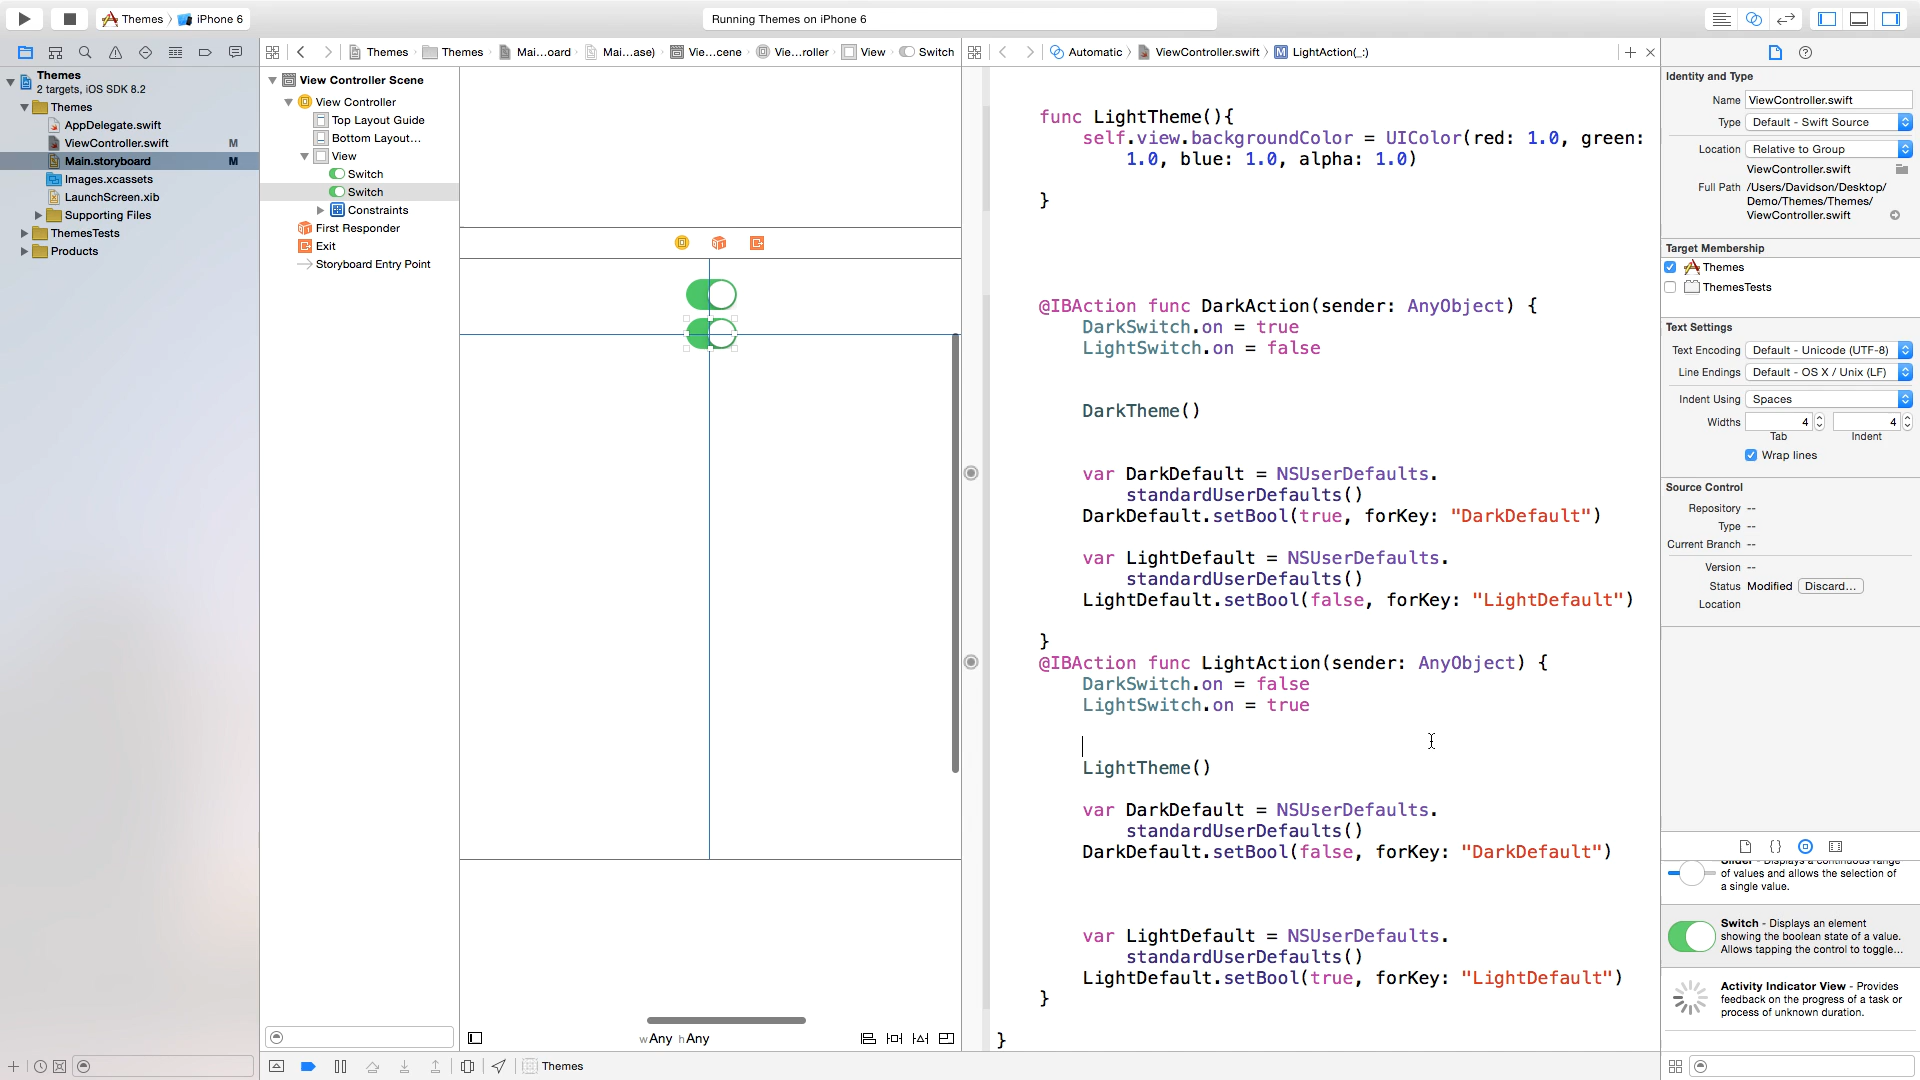 Themes
iPhone 6
Running Themes on iPhone 6
Themes
Themes
Mai...oard
Mai...ase)
Vie...cene
Vie...roller
View
Switch
Automatic
ViewController.swift
LightAction(_:)
Themes
2 targets, iOS SDK 8.2
Themes
AppDelegate.swift
ViewController.swift M
Main.storyboard M
Images.xcassets
LaunchScreen.xib
Supporting Files
ThemesTests
Products
View Controller Scene
View Controller
Top Layout Guide
Bottom Layout...
View
Switch
Switch
Constraints
First Responder
Exit
Storyboard Entry Point
wAny hAny
func LightTheme(){
self.view.backgroundColor = UIColor(red: 1.0, green:
1.0, blue: 1.0, alpha: 1.0)
}
@IBAction func DarkAction(sender: AnyObject) {
DarkSwitch.on = true
LightSwitch.on = false
DarkTheme()
var DarkDefault = NSUserDefaults.
standardUserDefaults()
DarkDefault.setBool(true, forKey: "DarkDefault")
var LightDefault = NSUserDefaults.
standardUserDefaults()
LightDefault.setBool(false, forKey: "LightDefault")
}
@IBAction func LightAction(sender: AnyObject) {
DarkSwitch.on = false
LightSwitch.on = true
LightTheme()
var DarkDefault = NSUserDefaults.
standardUserDefaults()
DarkDefault.setBool(false, forKey: "DarkDefault")
var LightDefault = NSUserDefaults.
standardUserDefaults()
LightDefault.setBool(true, forKey: "LightDefault")
}
}
Themes
Identity and Type
Name ViewController.swift
Type Default - Swift Source
Location Relative to Group
ViewController.swift
Full Path /Users/Davidson/Desktop/
Demo/Themes/Themes/
ViewController.swift
Target Membership
Themes
ThemesTests
Text Settings
Text Encoding Default - Unicode (UTF-8)
Line Endings Default - OS X / Unix (LF)
Indent Using Spaces
Widths 4 4
Tab Indent
Wrap lines
Source Control
Repository --
Type --
Current Branch --
Version --
Status Modified Discard...
Location
Slider - Displays a continuous range
of values and allows the selection of
a single value.
Switch - Displays an element
showing the boolean state of a value.
Allows tapping the control to toggle...
Activity Indicator View - Provides
feedback on the progress of a task or
process of unknown duration.